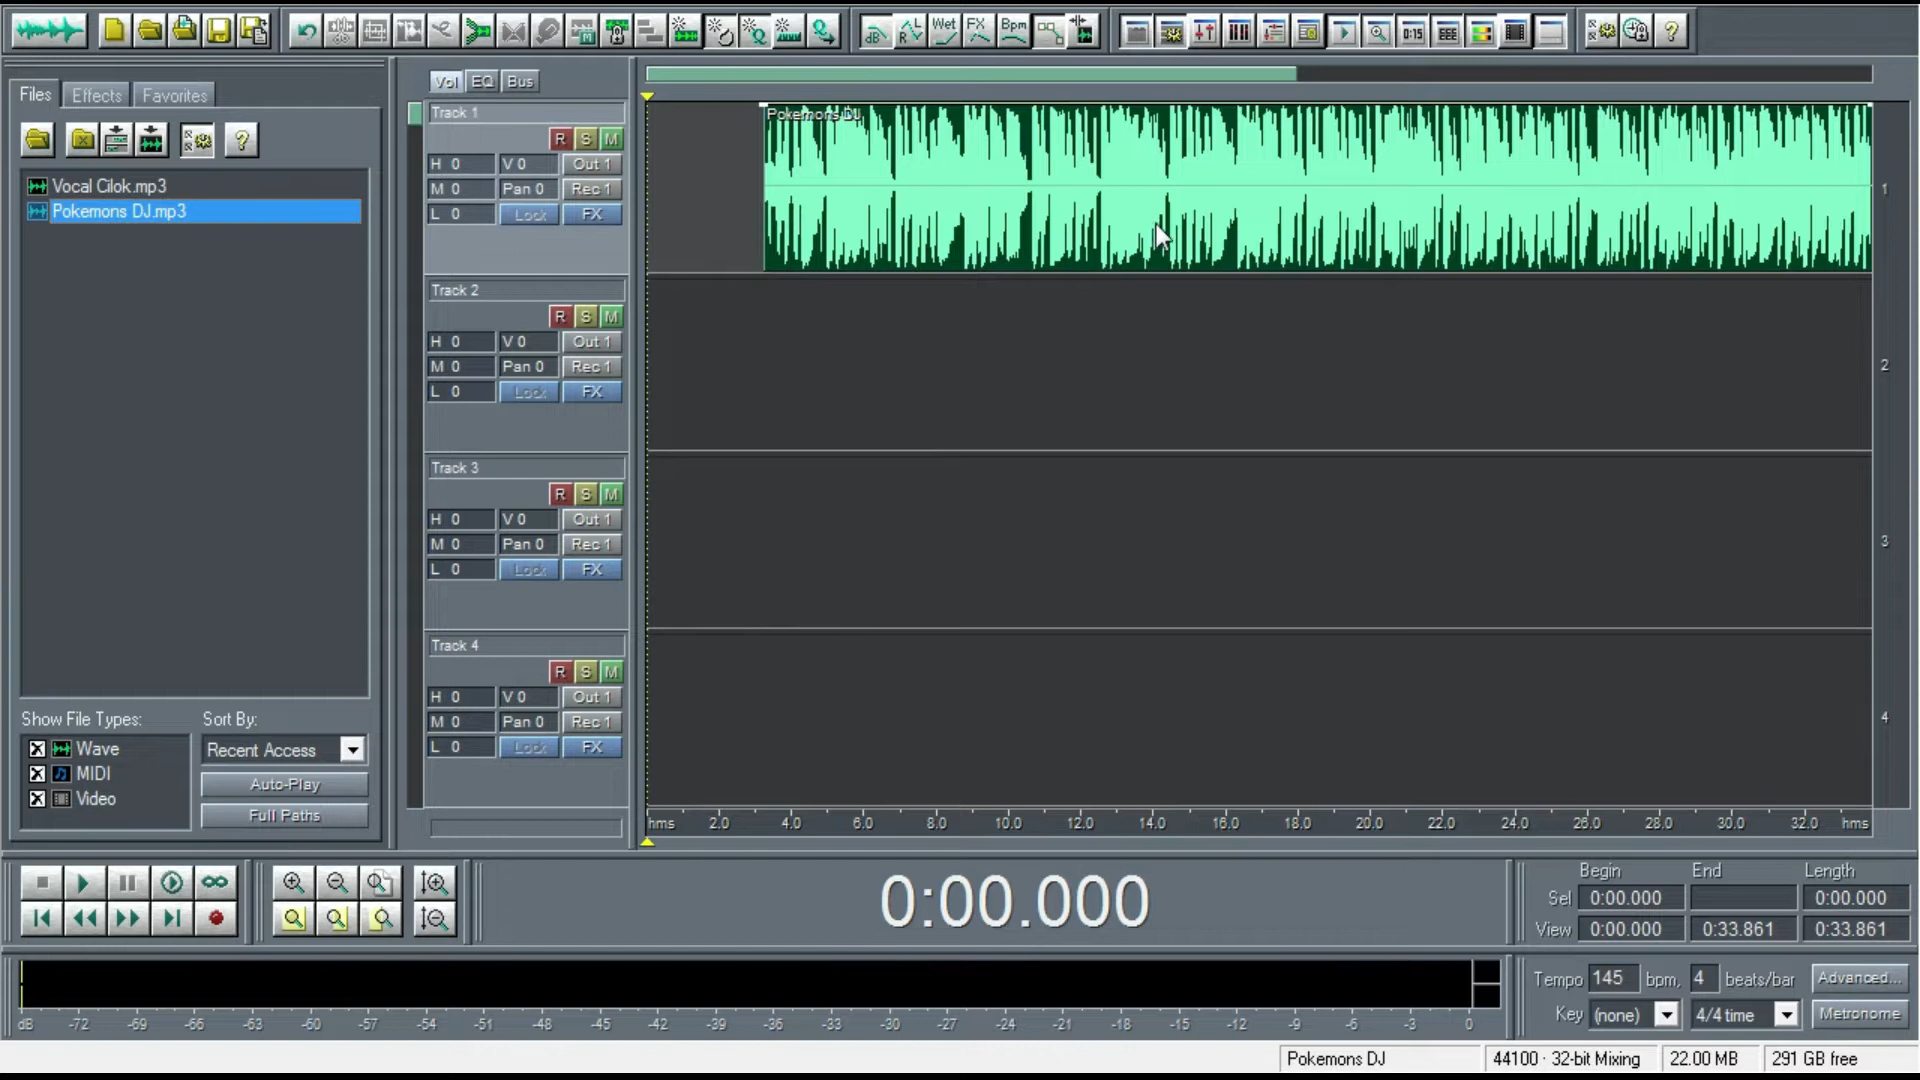 dB
R L
Wet
FX
Bpm
0:15
Files
Effects
Favorites
Vol
EQ
Bus
Vocal Cilok.mp3
Pokemons DJ.mp3
Track 1
R S M
H 0
V 0
Out 1
M 0
Pan 0
Rec 1
L 0
Lock
FX
Pokemons DJ
1
Track 2
R S M
H 0
V 0
Out 1
M 0
Pan 0
Rec 1
L 0
Lock
FX
2
Track 3
R S M
H 0
V 0
Out 1
M 0
Pan 0
Rec 1
L 0
Lock
FX
3
Track 4
R S M
H 0
V 0
Out 1
M 0
Pan 0
Rec 1
L 0
Lock
FX
4
Show File Types:
Sort By:
Wave
MIDI
Video
Recent Access
Auto-Play
Full Paths
hms 2.0 4.0 6.0 8.0 10.0 12.0 14.0 16.0 18.0 20.0 22.0 24.0 26.0 28.0 30.0 32.0 hms
0:00.000
Begin End Length
Sel 0:00.000 0:00.000
View 0:00.000 0:33.861 0:33.861
dB -72 -69 -66 -63 -60 -57 -54 -51 -48 -45 -42 -39 -36 -33 -30 -27 -24 -21 -18 -15 -12 -9 -6 -3 0
Tempo 145 bpm, 4 beats/bar Advanced...
Key (none) 4/4 time Metronome
Pokemons DJ
44100 · 32-bit Mixing
22.00 MB
291 GB free